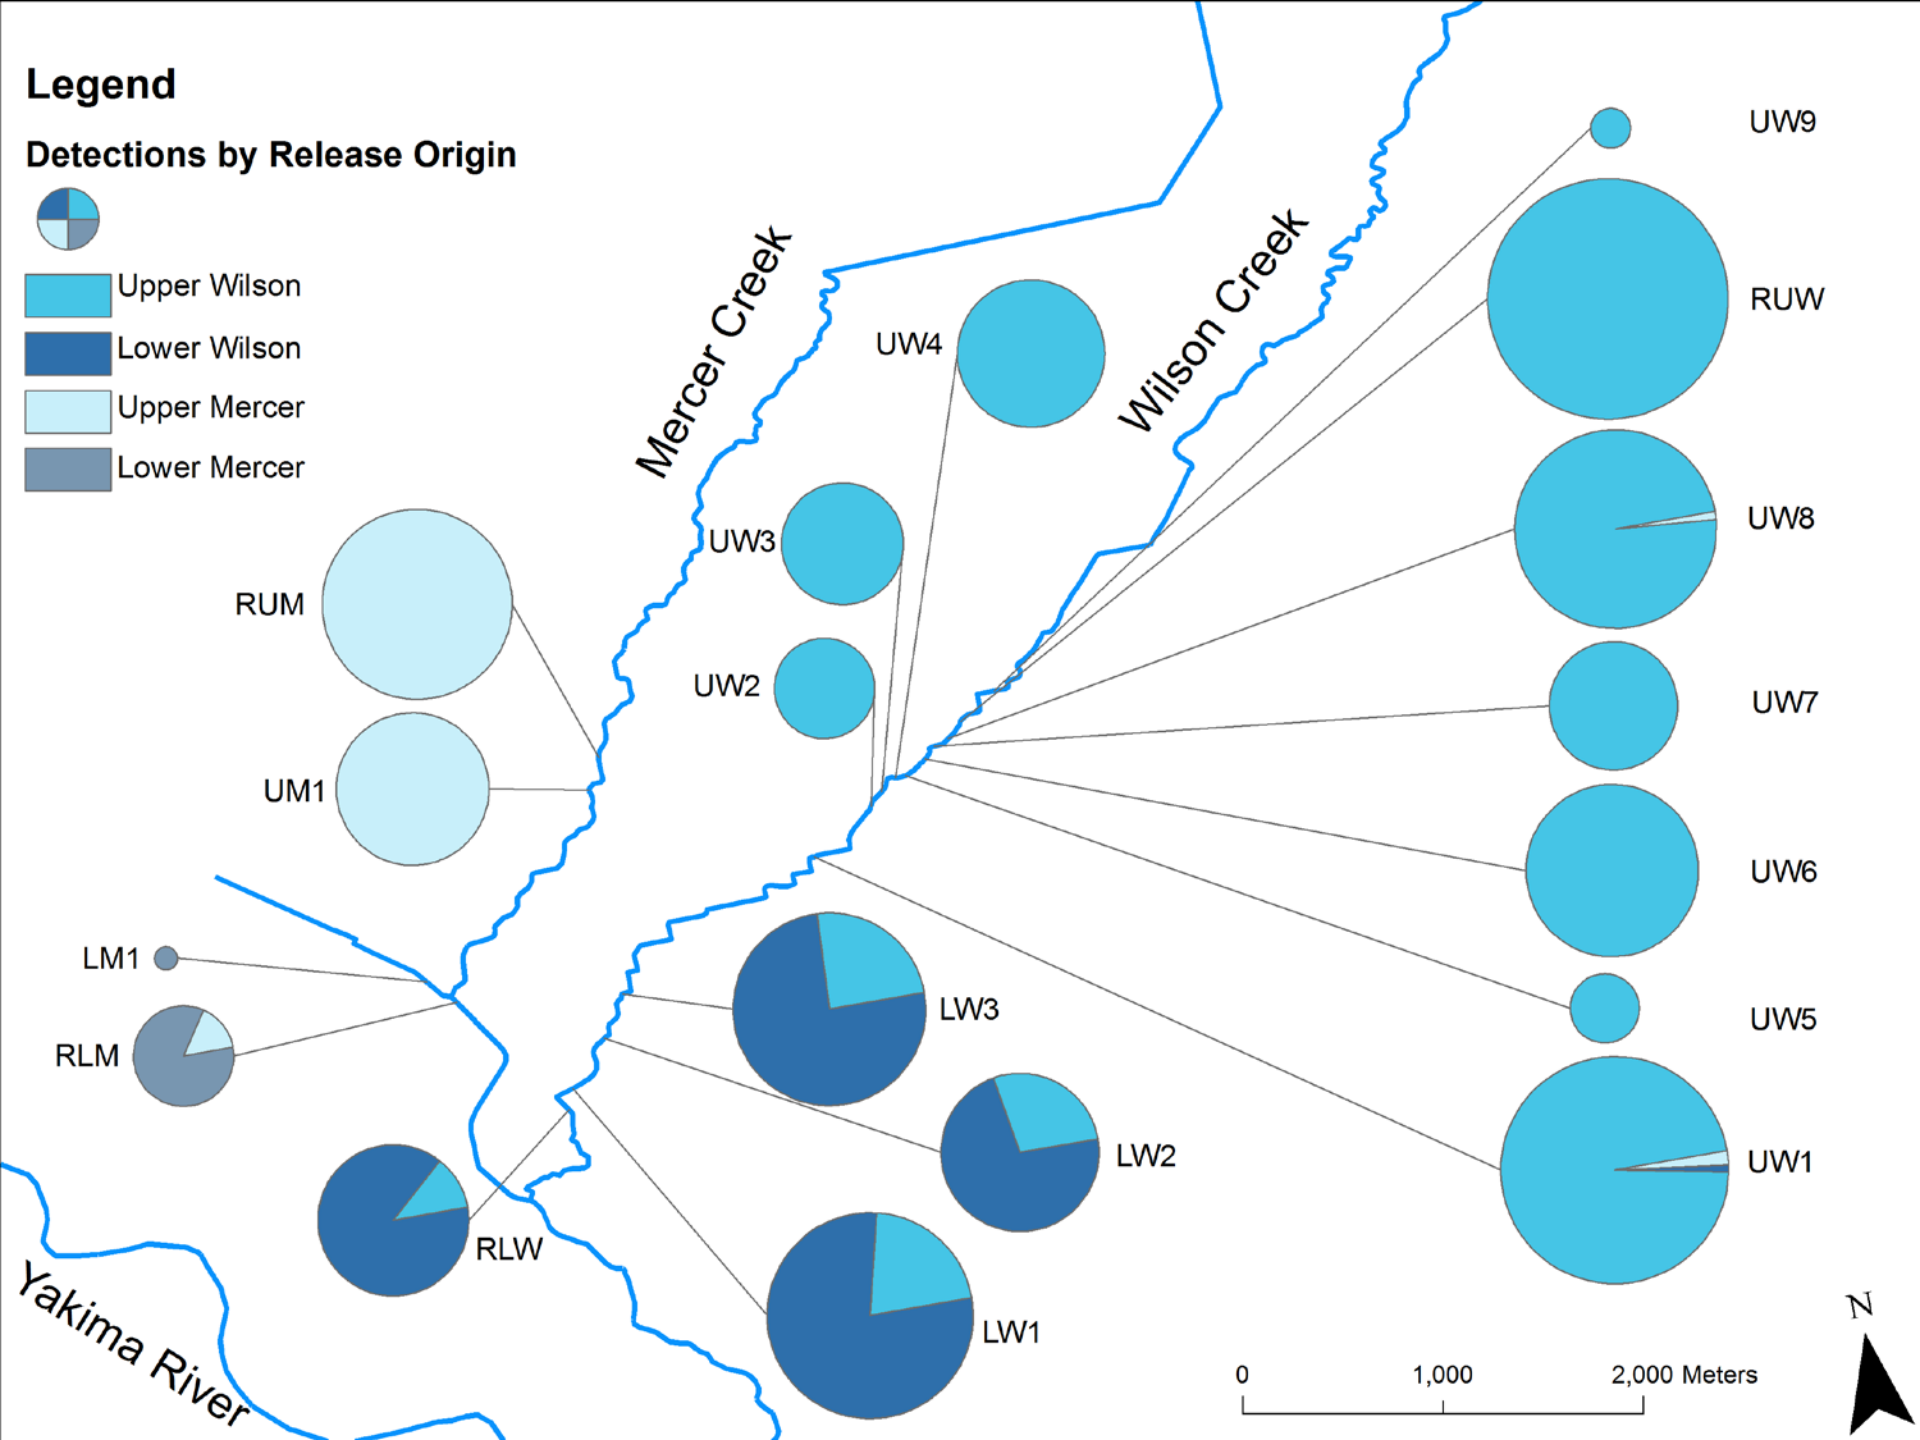 Legend
Detections by Release Origin
Upper Wilson
Lower Wilson
Upper Mercer
Lower Mercer
Mercer Creek
Wilson Creek
UW9
RUW
UW4
UW8
UW3
RUM
UW2
UW7
UM1
UW6
LM1
LW3
UW5
RLM
LW2
UW1
RLW
LW1
Yakima River
N
0 1,000 2,000 Meters